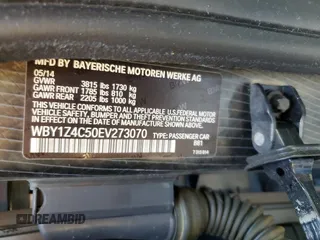 MFD BY BAYERISCHE MOTOREN WERKE AG
05/14
GVWR 3815 lbs 1730 kg
GAWR FRONT 1785 lbs 810 kg
GAWR REAR 2205 lbs 1000 kg
THIS VEHICLE CONFORMS TO ALL APPLICABLE U.S. FEDERAL MOTOR
VEHICLE SAFETY, BUMPER, AND THEFT PREVENTION STANDARDS
IN EFFECT ON THE DATE OF MANUFACTURE SHOWN ABOVE.
WBY1Z4C50EV273070 TYPE: PASSENGER CAR
DREAMBID